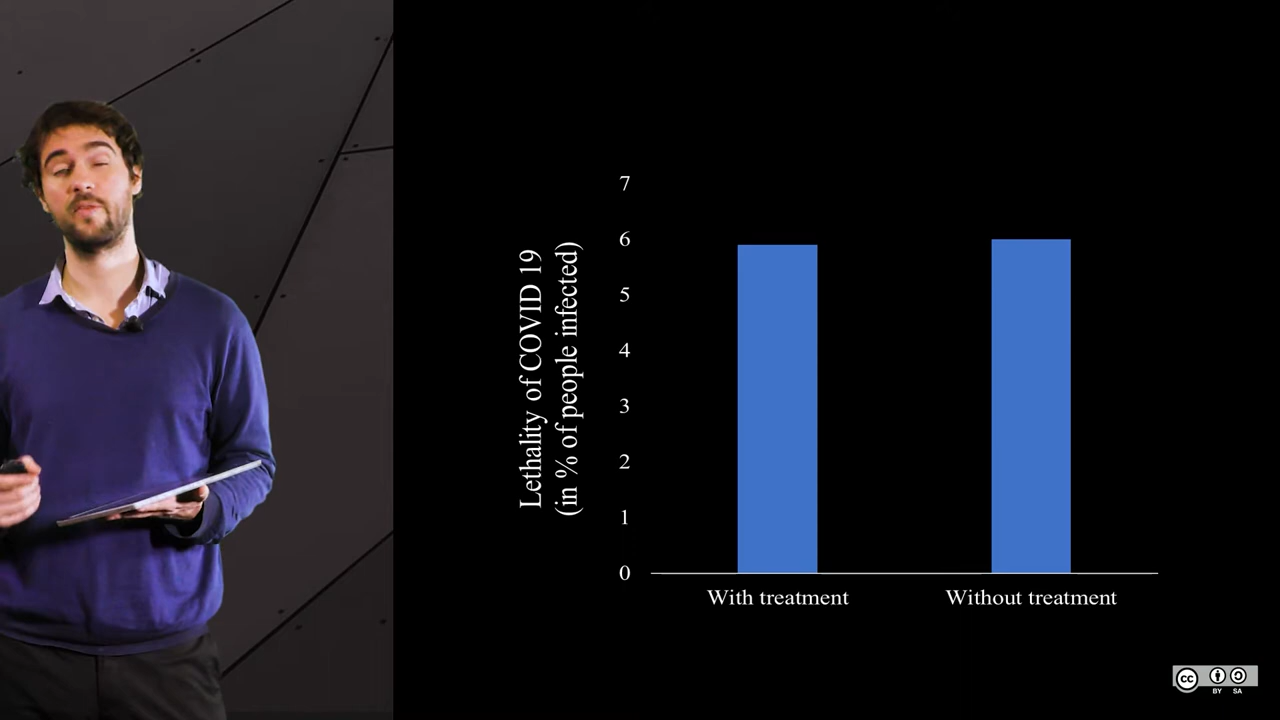 7
6
5
4
3
2
1
0
Lethality of COVID 19
(in % of people infected)
With treatment
Without treatment
cc
BY SA